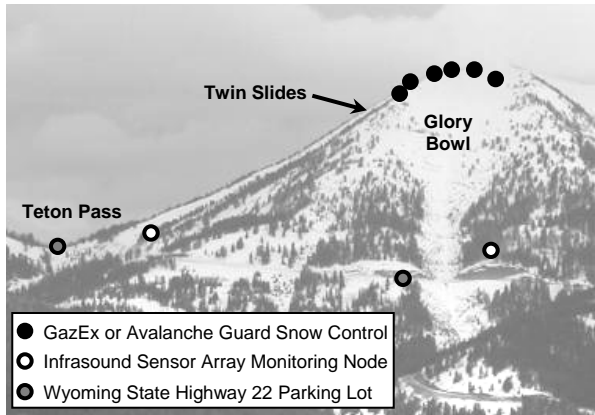 Twin Slides
Glory
Bowl
Teton Pass
GazEx or Avalanche Guard Snow Control
Infrasound Sensor Array Monitoring Node
Wyoming State Highway 22 Parking Lot